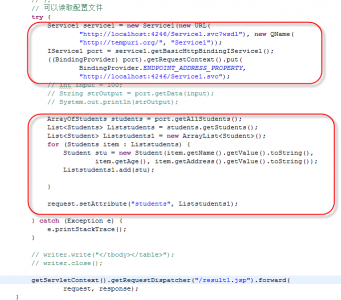 // 可以读取配置文件
try {
Service1 service1 = new Service1(new URL(
"http://localhost:4246/Service1.svc?wsdl"), new QName(
"http://tempuri.org/", "Service1"));
IService1 port = service1.getBasicHttpBindingIService1();
((BindingProvider) port).getRequestContext().put(
BindingProvider.ENDPOINT_ADDRESS_PROPERTY,
"http://localhost:4246/Service1.svc");
// int input = 100;
// String strOutput = port.getData(input);
// System.out.println(strOutput);
ArrayOfStudents students = port.getAllStudents();
List<Students> Liststudents = students.getStudents();
List<Student> Liststudents1 = new ArrayList<Student>();
for (Students item : Liststudents) {
Student stu = new Student(item.getName().getValue().toString(),
item.getAge(), item.getAddress().getValue().toString());
Liststudents1.add(stu);
}
request.setAttribute("students", Liststudents1);
} catch (Exception e) {
e.printStackTrace();
}
// writer.write("</tbody></table>");
// writer.close();
getServletContext().getRequestDispatcher("/result1.jsp").forward(
request, response);
}